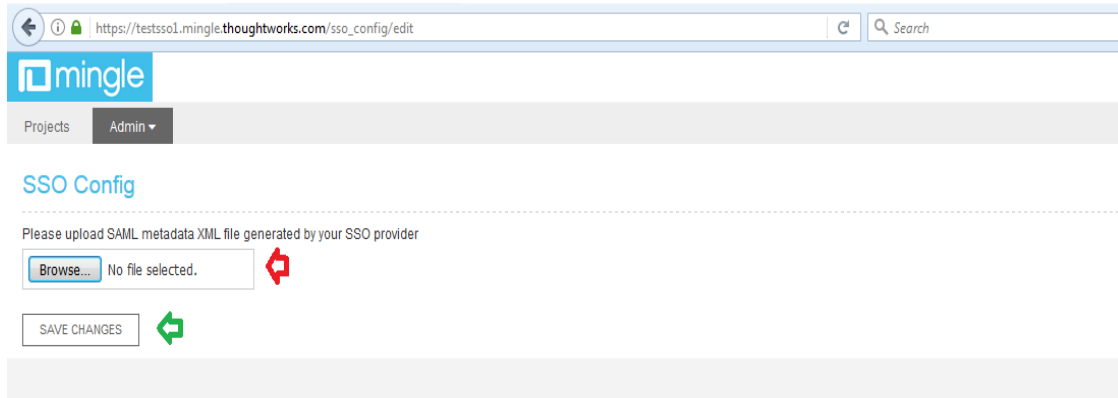 https://testsso1.mingle.thoughtworks.com/sso_config/edit
Search
mingle
Projects Admin
SSO Config
Please upload SAML metadata XML file generated by your SSO provider
Browse... No file selected.
SAVE CHANGES